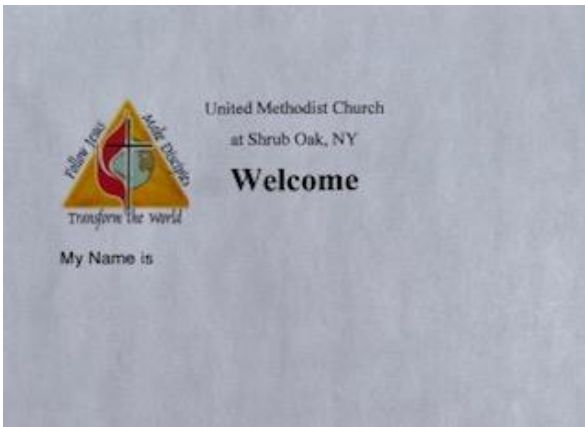 United Methodist Church
at Shrub Oak, NY
Welcome
Follow Jesus
Make Disciples
Transform the World
My Name is